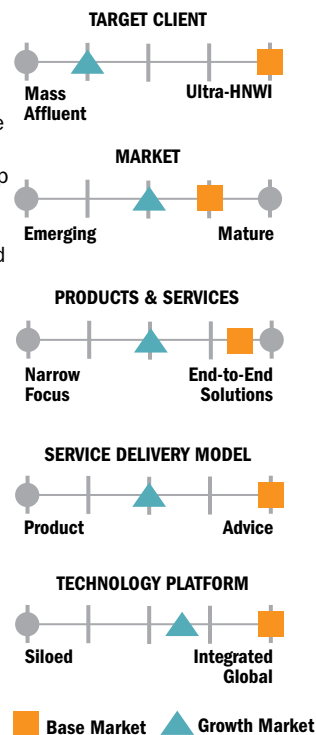 TARGET CLIENT
Mass
Affluent
Ultra-HNWI
e
MARKET
p
Emerging
Mature
d
PRODUCTS & SERVICES
Narrow
Focus
End-to-End
Solutions
SERVICE DELIVERY MODEL
Product
Advice
TECHNOLOGY PLATFORM
Siloed
Integrated
Global
Base Market
Growth Market